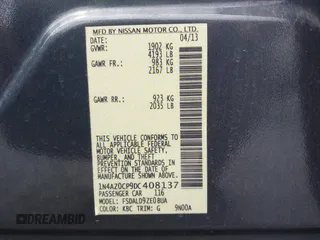 MFD BY NISSAN MOTOR CO., LTD.
DATE: 04/13
GVWR: 1902 KG
4193 LB
GAWR FR: 983 KG
2167 LB
GAWR RR: 923 KG
2035 LB
THIS VEHICLE CONFORMS TO ALL APPLICABLE
FEDERAL MOTOR VEHICLE SAFETY, BUMPER, AND
THEFT PREVENTION STANDARDS IN EFFECT ON
THE DATE OF MANUFACTURE SHOWN ABOVE.
1N4AZ0CP9DC408137
PASSENGER CAR 116
MODEL: FSDALD9ZE0BUA
COLOR: KBC TRIM: G 9N00A
DREAMBID